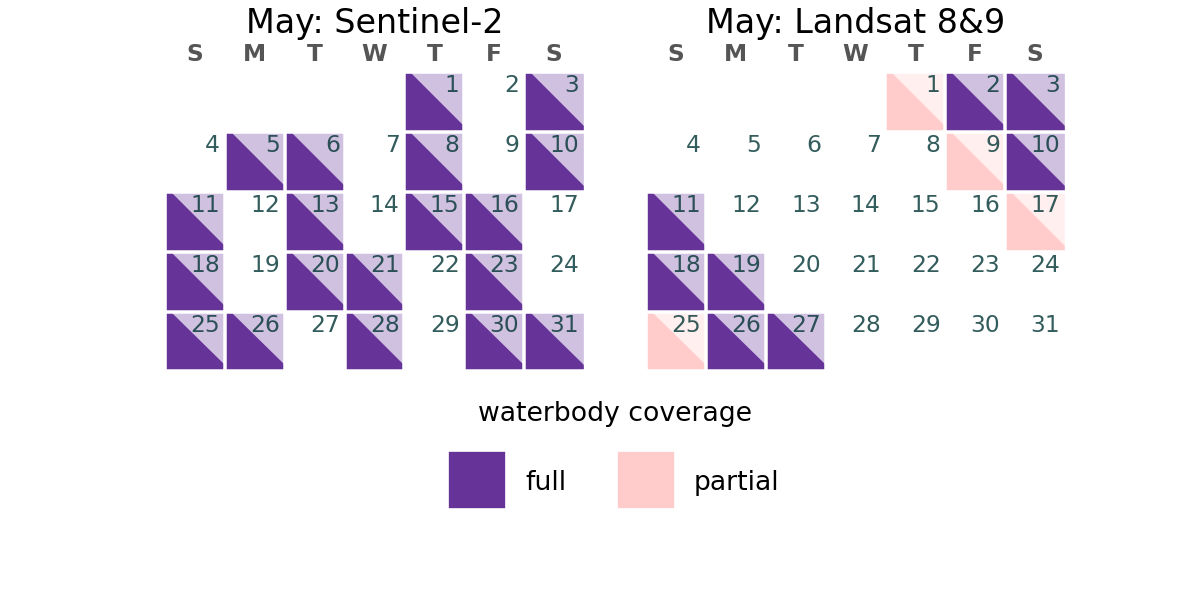 May: Sentinel-2
S M T W T F S
1 2 3
4 5 6 7 8 9 10
11 12 13 14 15 16 17
18 19 20 21 22 23 24
25 26 27 28 29 30 31
May: Landsat 8&9
S M T W T F S
1 2 3
4 5 6 7 8 9 10
11 12 13 14 15 16 17
18 19 20 21 22 23 24
25 26 27 28 29 30 31
waterbody coverage
full partial